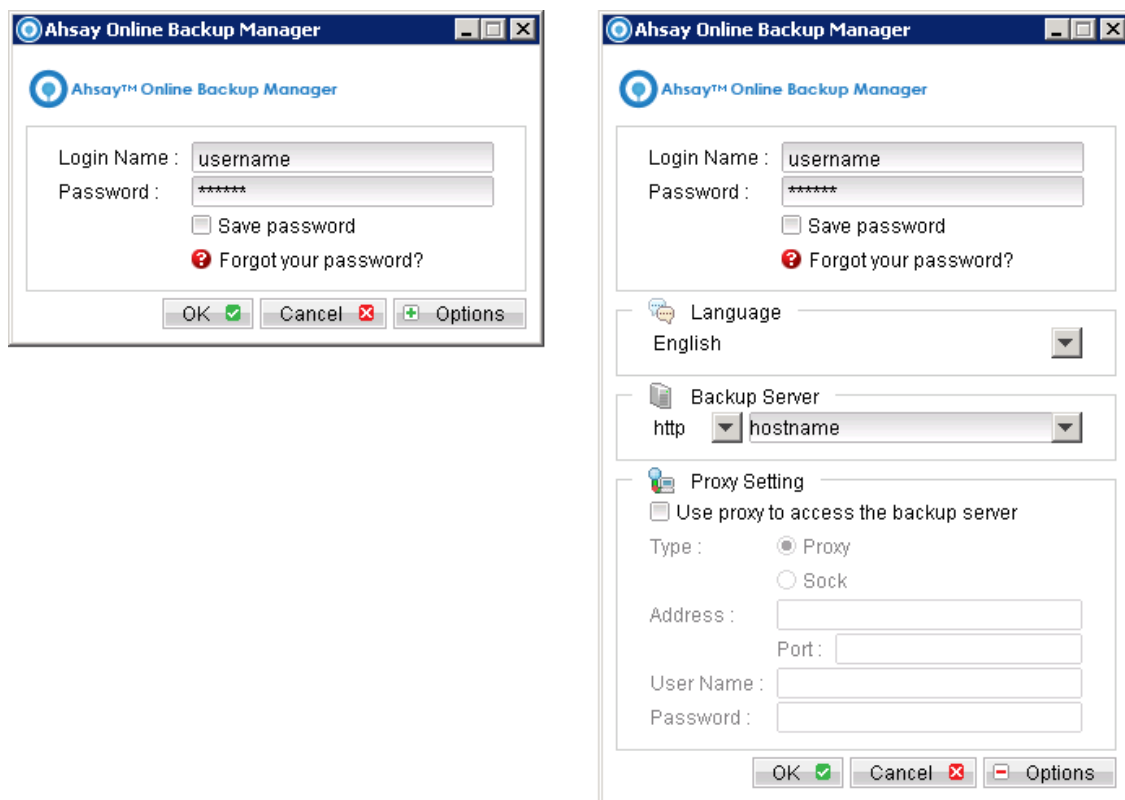 Ahsay Online Backup Manager
Ahsay™ Online Backup Manager
Login Name : username
Password : ******
Save password
Forgot your password?
OK Cancel Options
Ahsay Online Backup Manager
Ahsay™ Online Backup Manager
Login Name : username
Password : ******
Save password
Forgot your password?
Language
English
Backup Server
http hostname
Proxy Setting
Use proxy to access the backup server
Type : Proxy
Sock
Address :
Port :
User Name :
Password :
OK Cancel Options